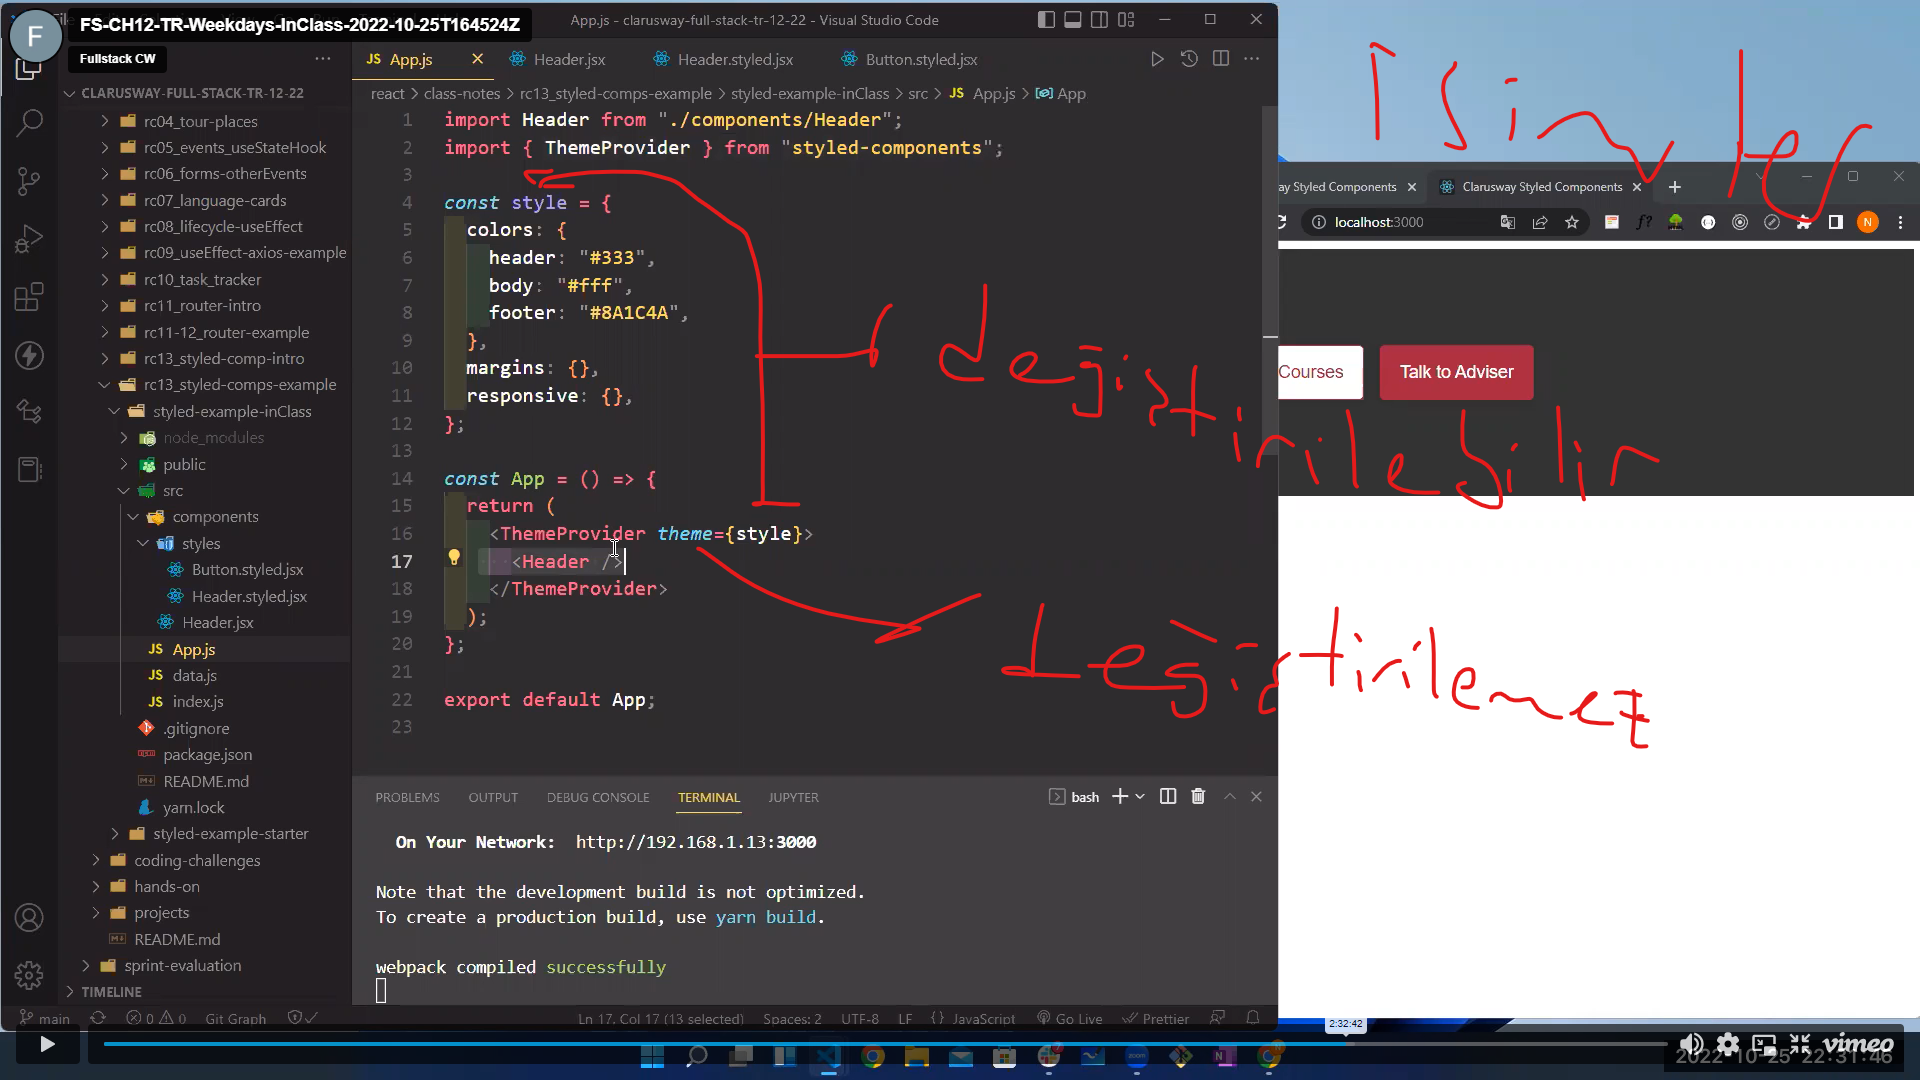 FS-CH12-TR-Weekdays-InClass-2022-10-25T164524Z
F
Fullstack CW
App.js - clarusway-full-stack-tr-12-22 - Visual Studio Code
CLARUSWAY-FULL-STACK-TR-12-22
rc04_tour-places
rc05_events_useStateHook
rc06_forms-otherEvents
rc07_language-cards
rc08_lifecycle-useEffect
rc09_useEffect-axios-example
rc10_task_tracker
rc11_router-intro
rc11-12_router-example
rc13_styled-comp-intro
rc13_styled-comps-example
styled-example-inClass
node_modules
public
src
components
styles
Button.styled.jsx
Header.styled.jsx
Header.jsx
JS App.js
JS data.js
JS index.js
.gitignore
package.json
README.md
yarn.lock
styled-example-starter
coding-challenges
hands-on
projects
README.md
sprint-evaluation
TIMELINE
JS App.js
Header.jsx
Header.styled.jsx
Button.styled.jsx
react > class-notes > rc13_styled-comps-example > styled-example-inClass > src > JS App.js > App
1 import Header from "./components/Header";
2 import { ThemeProvider } from "styled-components";
3
4 const style = {
5 colors: {
6 header: "#333",
7 body: "#fff",
8 footer: "#8A1C4A",
9 },
10 margins: {},
11 responsive: {},
12 };
13
14 const App = () => {
15 return (
16 <ThemeProvider theme={style}>
17 <Header />
18 </ThemeProvider>
19 );
20 };
21
22 export default App;
23
PROBLEMS OUTPUT DEBUG CONSOLE TERMINAL JUPYTER
bash
On Your Network: http://192.168.1.13:3000
Note that the development build is not optimized.
To create a production build, use yarn build.
webpack compiled successfully
main 0 0 Git Graph
Ln 17, Col 17 (13 selected) Spaces: 2 UTF-8 LF {} JavaScript Go Live Prettier
İsimler
way Styled Components
Clarusway Styled Components
localhost:3000
f?
N
Courses
Talk to Adviser
degistirilebilir
degistirilemez
2:32:42
vimeo
2022-10-25 22:31:46